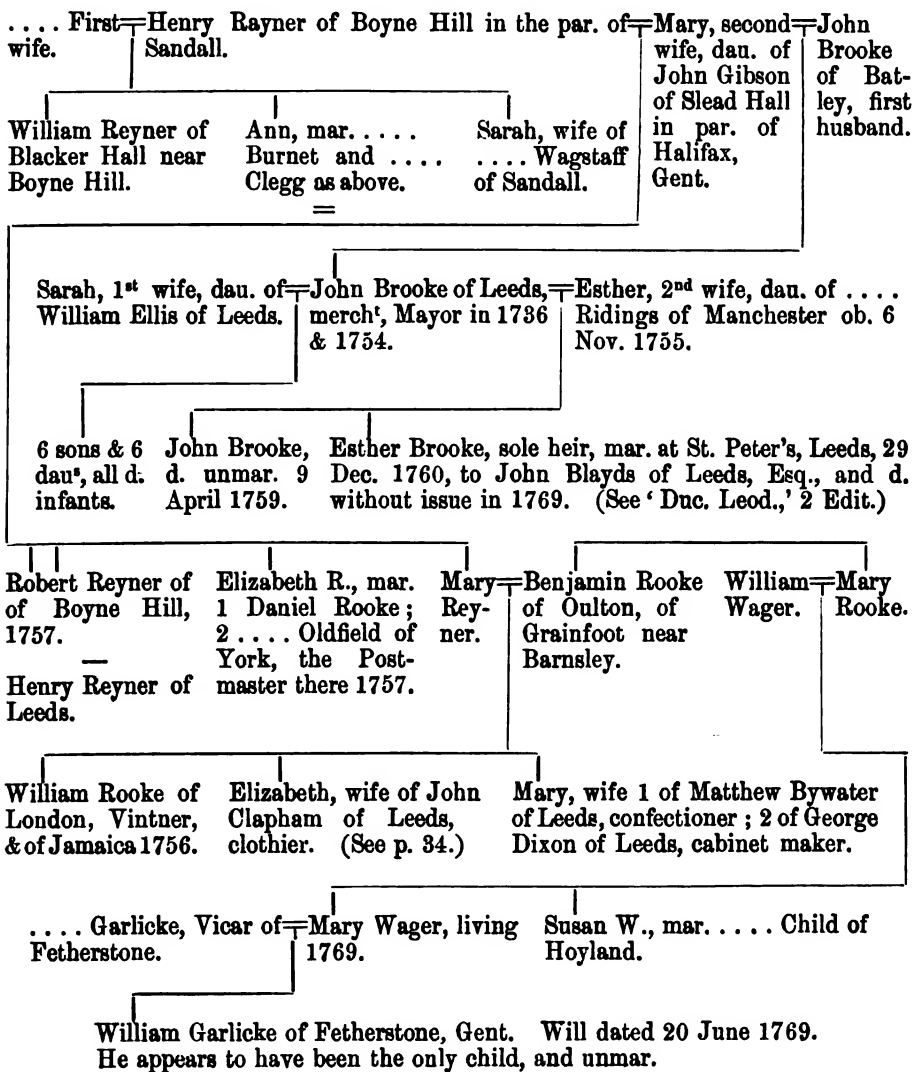 . . . . First Henry Rayner of Boyne Hill in the par. of Mary, second John
wife. Sandall. wife, dau. of Brooke
John Gibson of Bat-
of Slead Hall ley, first
in par. of husband.
Halifax,
Gent.
William Reyner of Ann, mar. . . . . Sarah, wife of
Blacker Hall near Burnet and . . . . . . . . Wagstaff
Boyne Hill. Clegg as above. of Sandall.
=
Sarah, 1st wife, dau. of John Brooke of Leeds, Esther, 2nd wife, dau. of . . . .
William Ellis of Leeds. mercht, Mayor in 1736 Ridings of Manchester ob. 6
& 1754. Nov. 1755.
6 sons & 6 John Brooke, Esther Brooke, sole heir, mar. at St. Peter's, Leeds, 29
daus, all d. d. unmar. 9 Dec. 1760, to John Blayds of Leeds, Esq., and d.
infants. April 1759. without issue in 1769. (See ‘Duc. Leod.,’ 2 Edit.)
Robert Reyner of Elizabeth R., mar. Mary Benjamin Rooke William Mary
of Boyne Hill, 1 Daniel Rooke; Rey- of Oulton, of Wager. Rooke.
1757. 2 . . . . Oldfield of ner. Grainfoot near
— York, the Post- Barnsley.
Henry Reyner of master there 1757.
Leeds.
William Rooke of Elizabeth, wife of John Mary, wife 1 of Matthew Bywater
London, Vintner, Clapham of Leeds, of Leeds, confectioner; 2 of George
& of Jamaica 1756. clothier. (See p. 34.) Dixon of Leeds, cabinet maker.
. . . . Garlicke, Vicar of Mary Wager, living Susan W., mar. . . . . Child of
Fetherstone. 1769. Hoyland.
William Garlicke of Fetherstone, Gent. Will dated 20 June 1769.
He appears to have been the only child, and unmar.